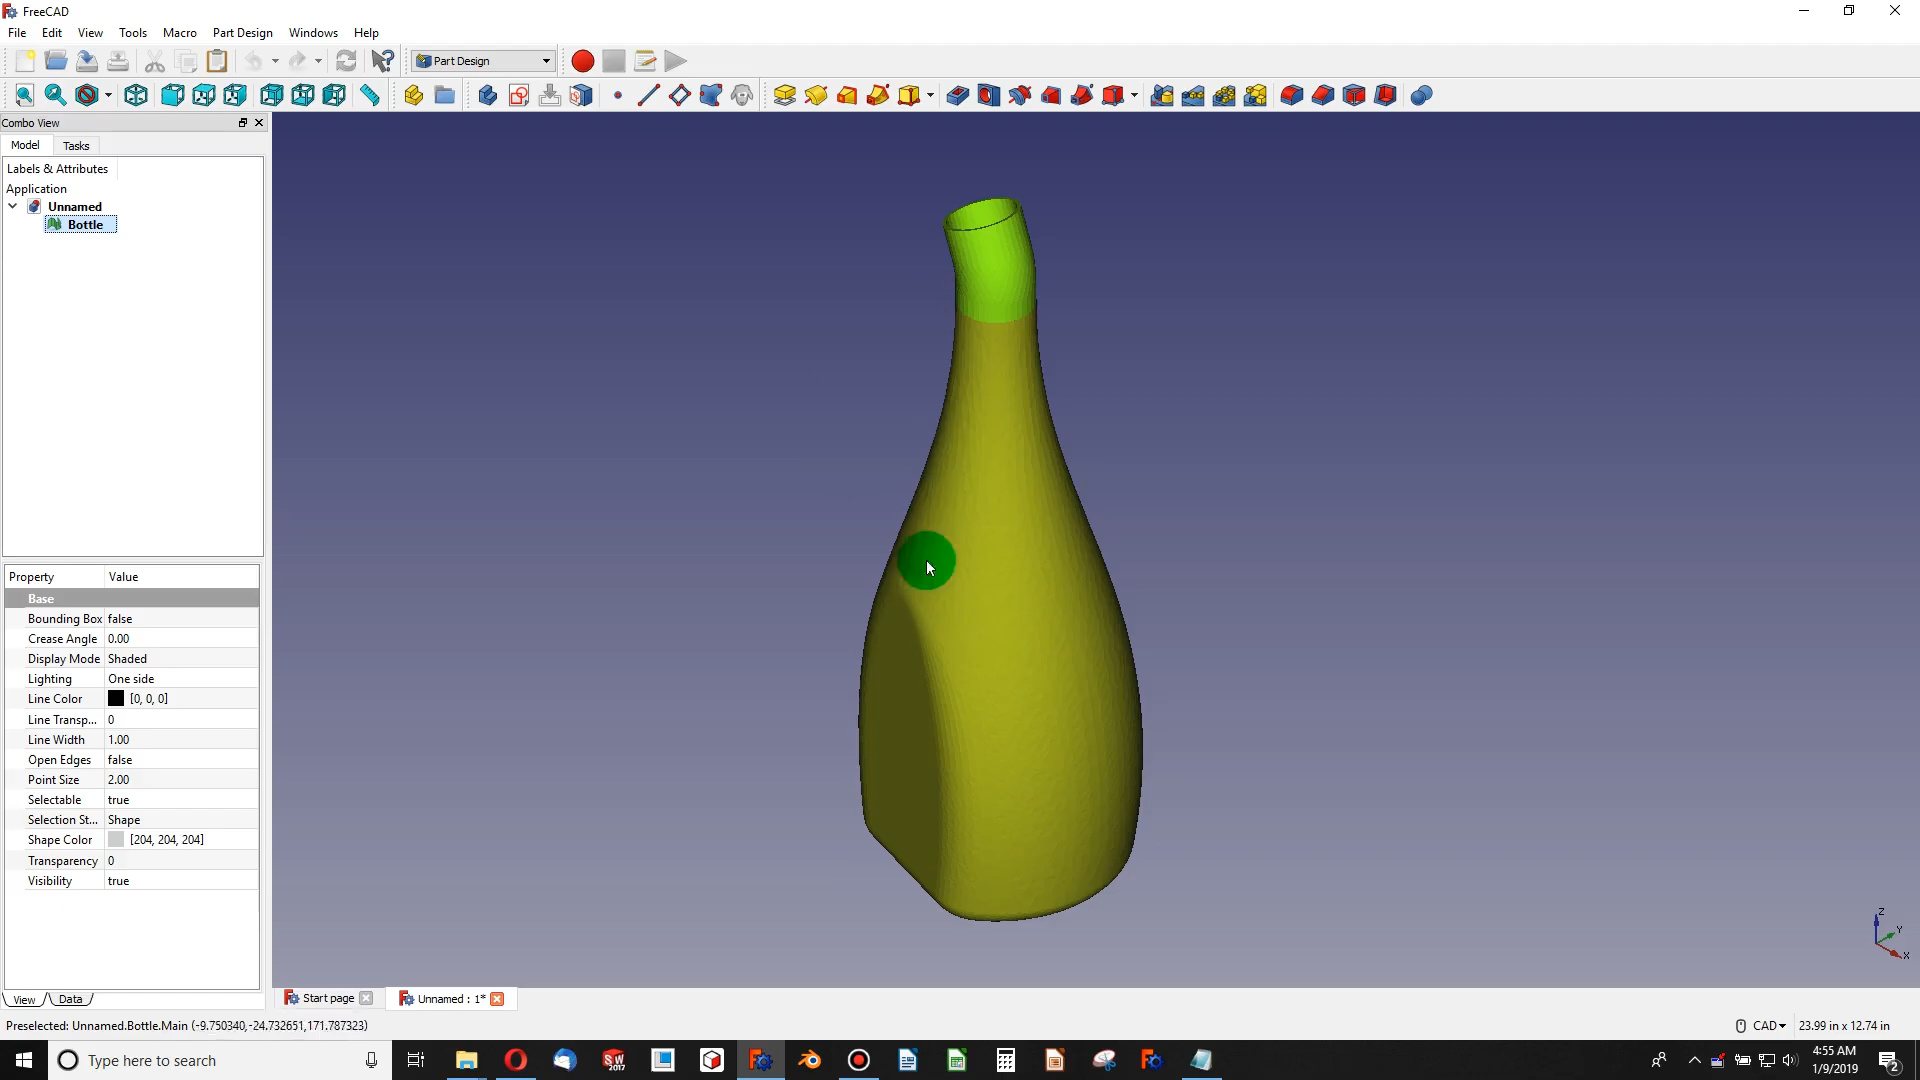 FreeCAD
File Edit View Tools Macro Part Design Windows Help
Part Design
Combo View
Model Tasks
Labels & Attributes
Application
Unnamed
Bottle
Property Value
Base
Bounding Box false
Crease Angle 0.00
Display Mode Shaded
Lighting One side
Line Color [0, 0, 0]
Line Transp... 0
Line Width 1.00
Open Edges false
Point Size 2.00
Selectable true
Selection St... Shape
Shape Color [204, 204, 204]
Transparency 0
Visibility true
Z
Y
X
View Data
Start page Unnamed : 1*
Preselected: Unnamed.Bottle.Main (-9.750340,-24.732651,171.787323)
CAD 23.99 in x 12.74 in
Type here to search
SW
2017
4:55 AM
1/9/2019
2